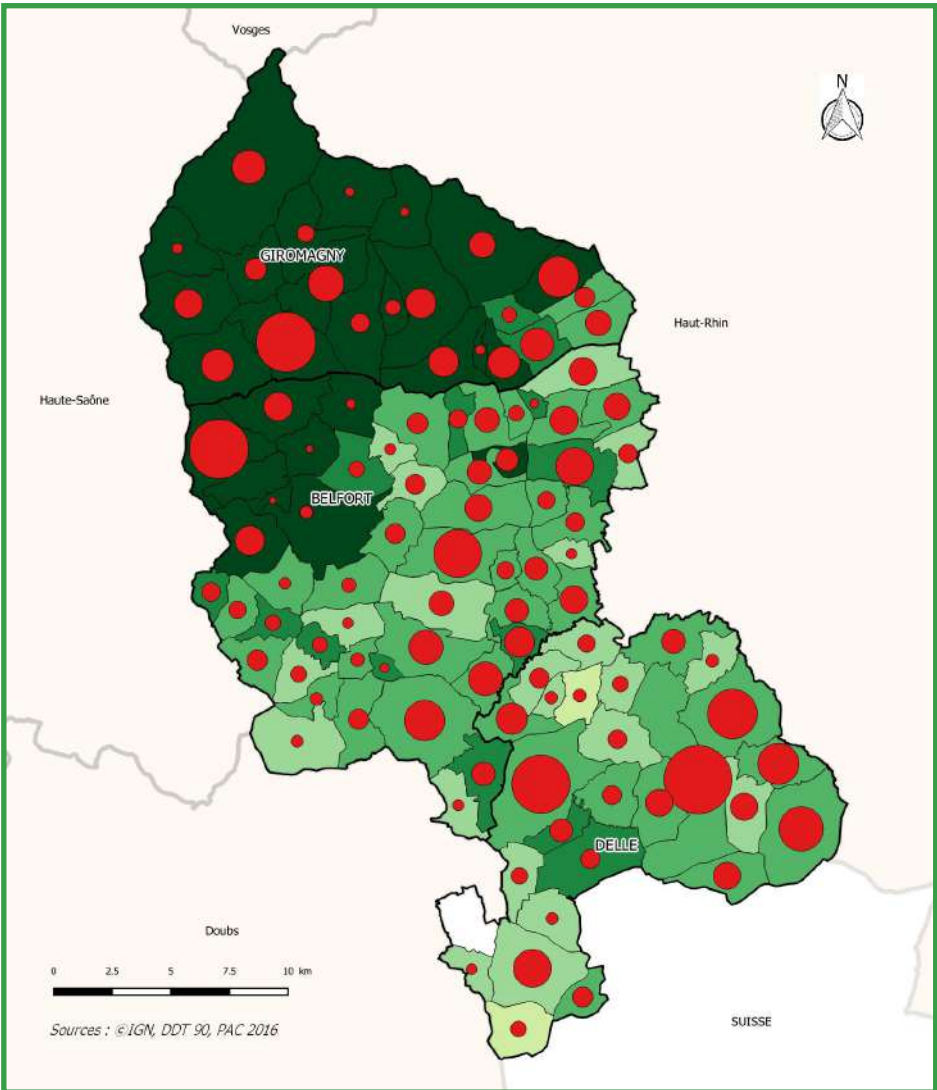 Vosges
N
GIROMAGNY
Haut-Rhin
Haute-Saône
BELFORT
DELLE
Doubs
0 2.5 5 7.5 10 km
SUISSE
Sources : ©IGN, DDT 90, PAC 2016